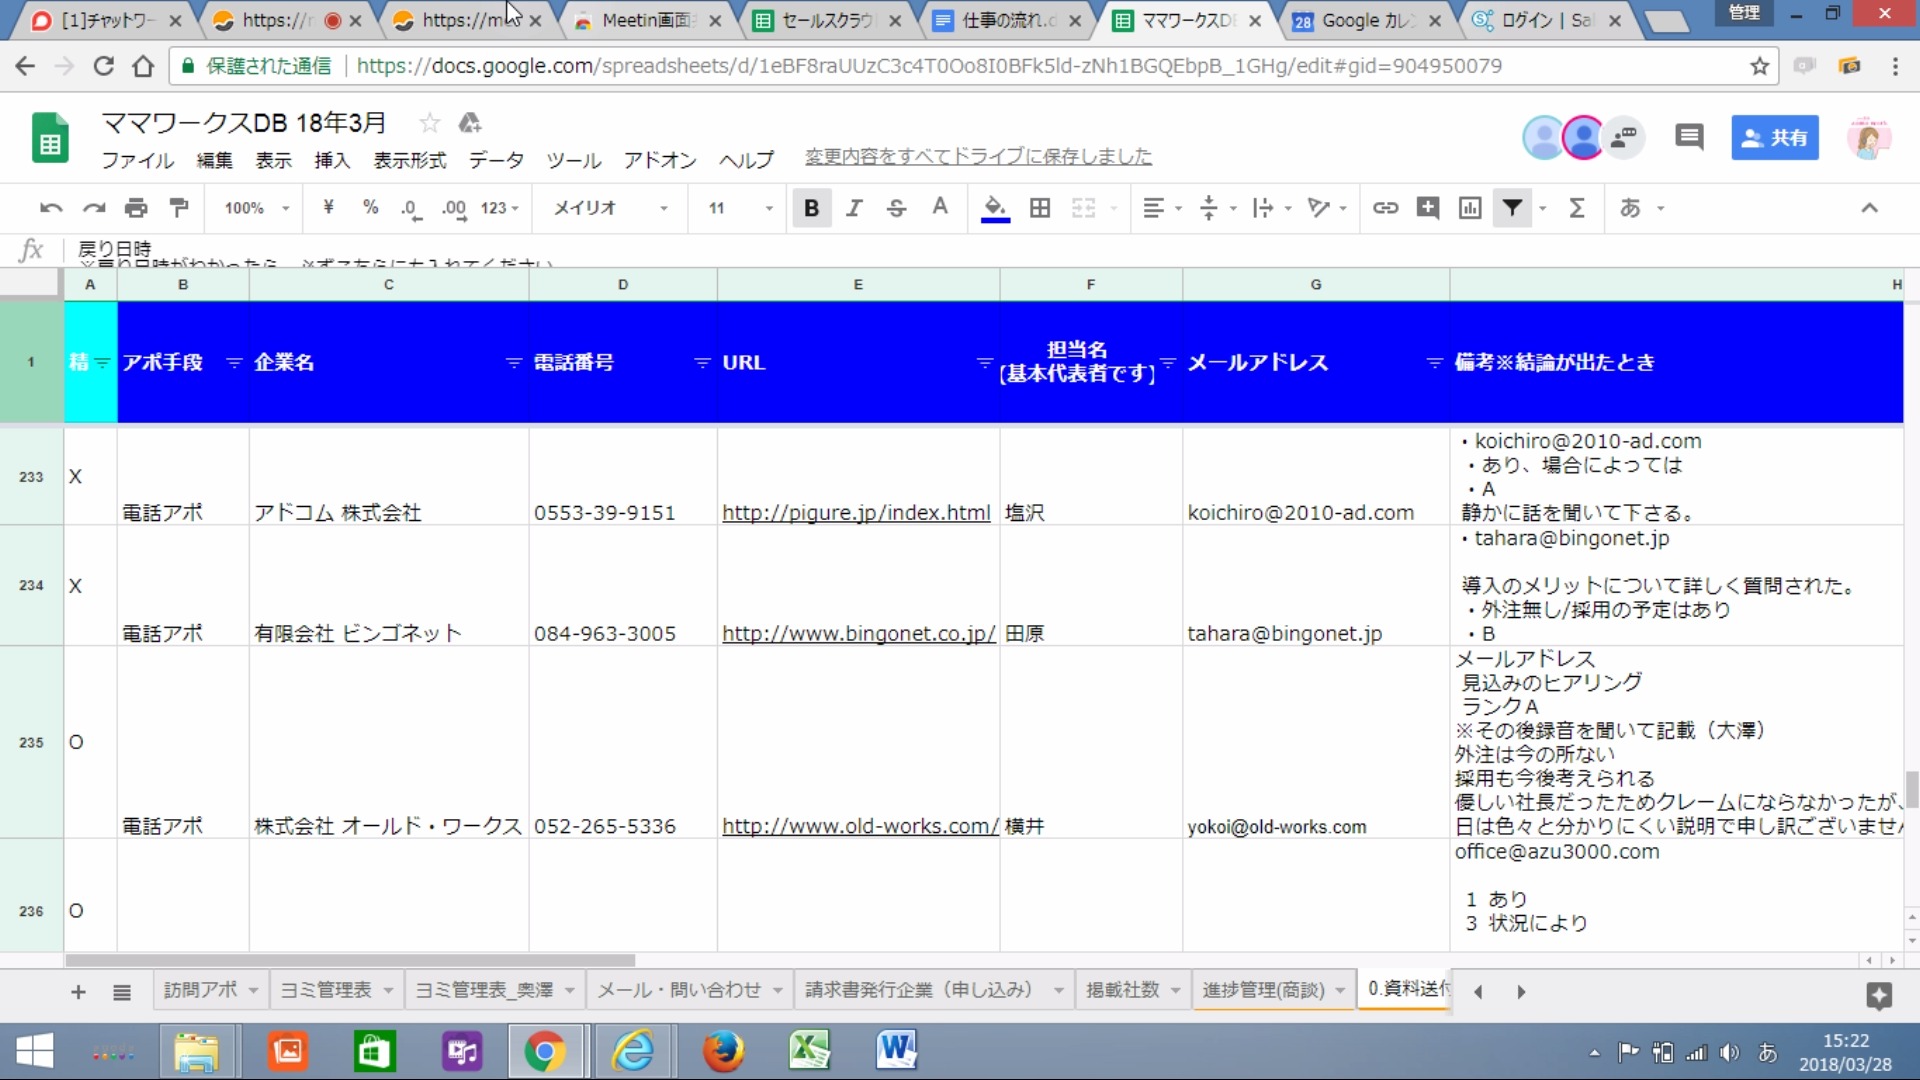 [1]チャットワー
https://
https://m
Meetin画面
セールスクラウ
仕事の流れ.d
ママワークスDB
Google カレン
ログイン | Sa
管理
保護された通信
https://docs.google.com/spreadsheets/d/1eBF8raUUzC3c4T0Oo8I0BFk5ld-zNh1BGQEbpB_1GHg/edit#gid=904950079
ママワークスDB 18年3月
ファイル 編集 表示 挿入 表示形式 データ ツール アドオン ヘルプ
変更内容をすべてドライブに保存しました
共有
100% ¥ % .0 .00 123 メイリオ 11 B I S A Σ あ
fx 戻り日時
※戻り日時がわかったら、※ずこちらにも入れてください
A B C D E F G H
1 精 アポ手段 企業名 電話番号 URL 担当名
(基本代表者です) メールアドレス 備考※結論が出たとき
・koichiro@2010-ad.com
・あり、場合によっては
・A
233 X 電話アポ アドコム 株式会社 0553-39-9151 http://pigure.jp/index.html 塩沢 koichiro@2010-ad.com 静かに話を聞いて下さる。
・tahara@bingonet.jp
導入のメリットについて詳しく質問された。
・外注無し/採用の予定はあり
234 X 電話アポ 有限会社 ビンゴネット 084-963-3005 http://www.bingonet.co.jp/ 田原 tahara@bingonet.jp ・B
メールアドレス
見込みのヒアリング
ランクA
※その後録音を聞いて記載（大澤）
外注は今の所ない
採用も今後考えられる
優しい社長だったためクレームにならなかったが、
235 O 電話アポ 株式会社 オールド・ワークス 052-265-5336 http://www.old-works.com/ 横井 yokoi@old-works.com 日は色々と分かりにくい説明で申し訳ございません
office@azu3000.com
1 あり
3 状況により
236 O
訪問アポ ヨミ管理表 ヨミ管理表_奥澤 メール・問い合わせ 請求書発行企業（申し込み） 掲載社数 進捗管理(商談) 0.資料送付
あ
15:22
2018/03/28